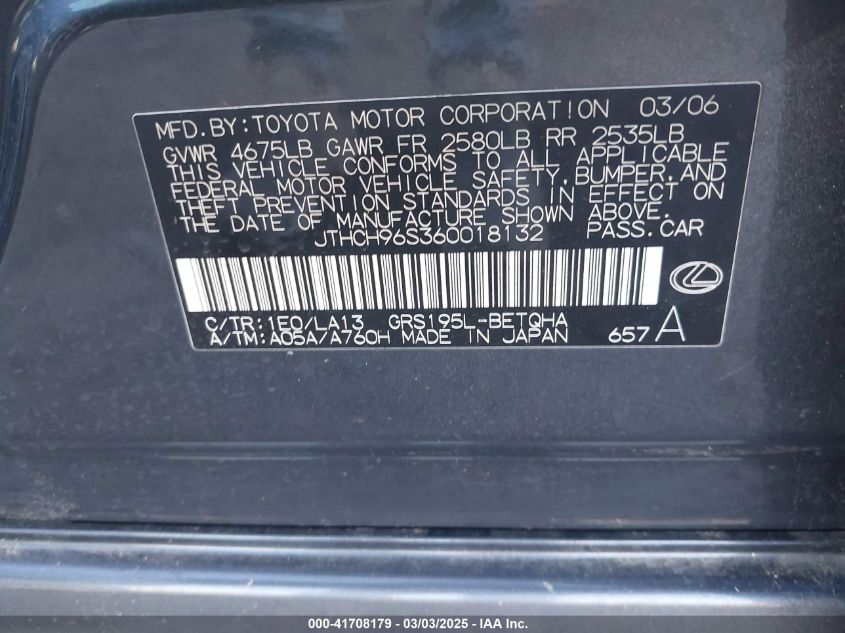 MFD. BY: TOYOTA MOTOR CORPORATION 03/06
GVWR 4675LB GAWR FR 2580LB RR 2535LB
THIS VEHICLE CONFORMS TO ALL APPLICABLE
FEDERAL MOTOR VEHICLE SAFETY, BUMPER, AND
THEFT PREVENTION STANDARDS IN EFFECT ON
THE DATE OF MANUFACTURE SHOWN ABOVE.
JTHCH96S360018132 PASS. CAR
C/TR: 1E0/LA13 GRS195L-BETQHA
A/TM: A05A/A760H MADE IN JAPAN 657 A
000-41708179 - 03/03/2025 - IAA Inc.